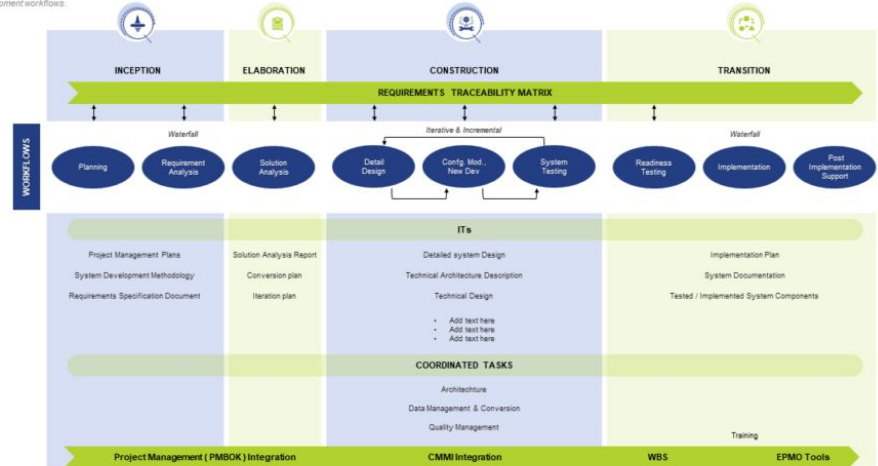 opment workflows.
INCEPTION
ELABORATION
CONSTRUCTION
TRANSITION
REQUIREMENTS TRACEABILITY MATRIX
WORKFLOWS
Waterfall
Iterative & Incremental
Waterfall
Planning
Requirement
Analysis
Solution
Analysis
Detail
Design
Confg. Mod.,
New Dev
System
Testing
Readiness
Testing
Implementation
Post
Implementation
Support
ITs
Project Management Plans
System Development Methodology
Requirements Specification Document
Solution Analysis Report
Conversion plan
Iteration plan
Detailed system Design
Technical Architecture Description
Technical Design
• Add text here
• Add text here
• Add text here
Implementation Plan
System Documentation
Tested / Implemented System Components
COORDINATED TASKS
Architechture
Data Management & Conversion
Quality Management
Training
Project Management ( PMBOK ) Integration
CMMI Integration
WBS
EPMO Tools